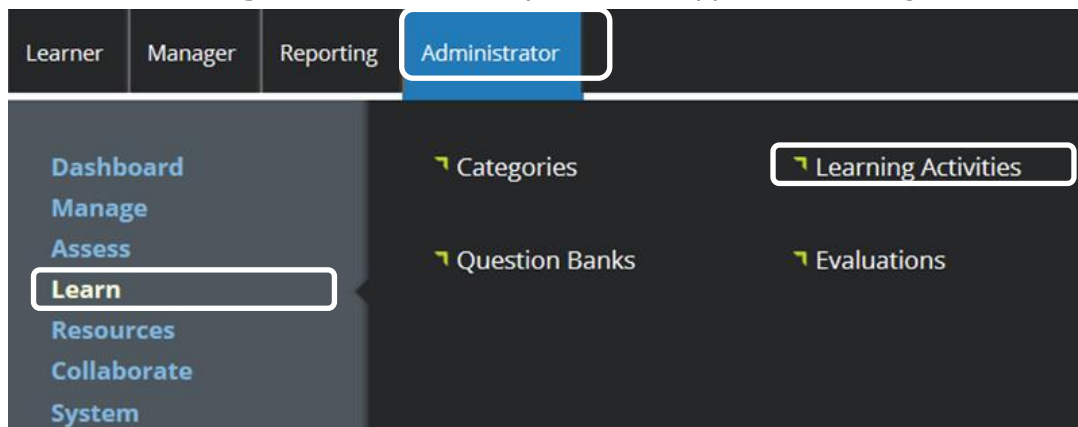 Learner Manager Reporting Administrator
Dashboard
Manage
Assess
Learn
Resources
Collaborate
System
Categories Learning Activities
Question Banks Evaluations